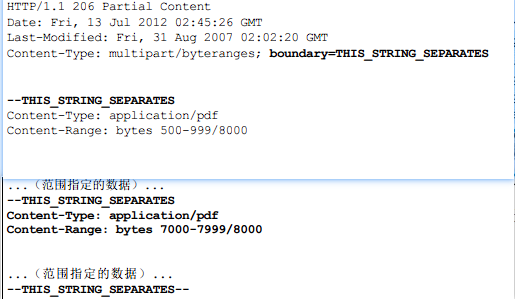 HTTP/1.1 206 Partial Content
Date: Fri, 13 Jul 2012 02:45:26 GMT
Last-Modified: Fri, 31 Aug 2007 02:02:20 GMT
Content-Type: multipart/byteranges; boundary=THIS_STRING_SEPARATES
--THIS_STRING_SEPARATES
Content-Type: application/pdf
Content-Range: bytes 500-999/8000
...（范围指定的数据）...
--THIS_STRING_SEPARATES
Content-Type: application/pdf
Content-Range: bytes 7000-7999/8000
...（范围指定的数据）...
--THIS_STRING_SEPARATES--